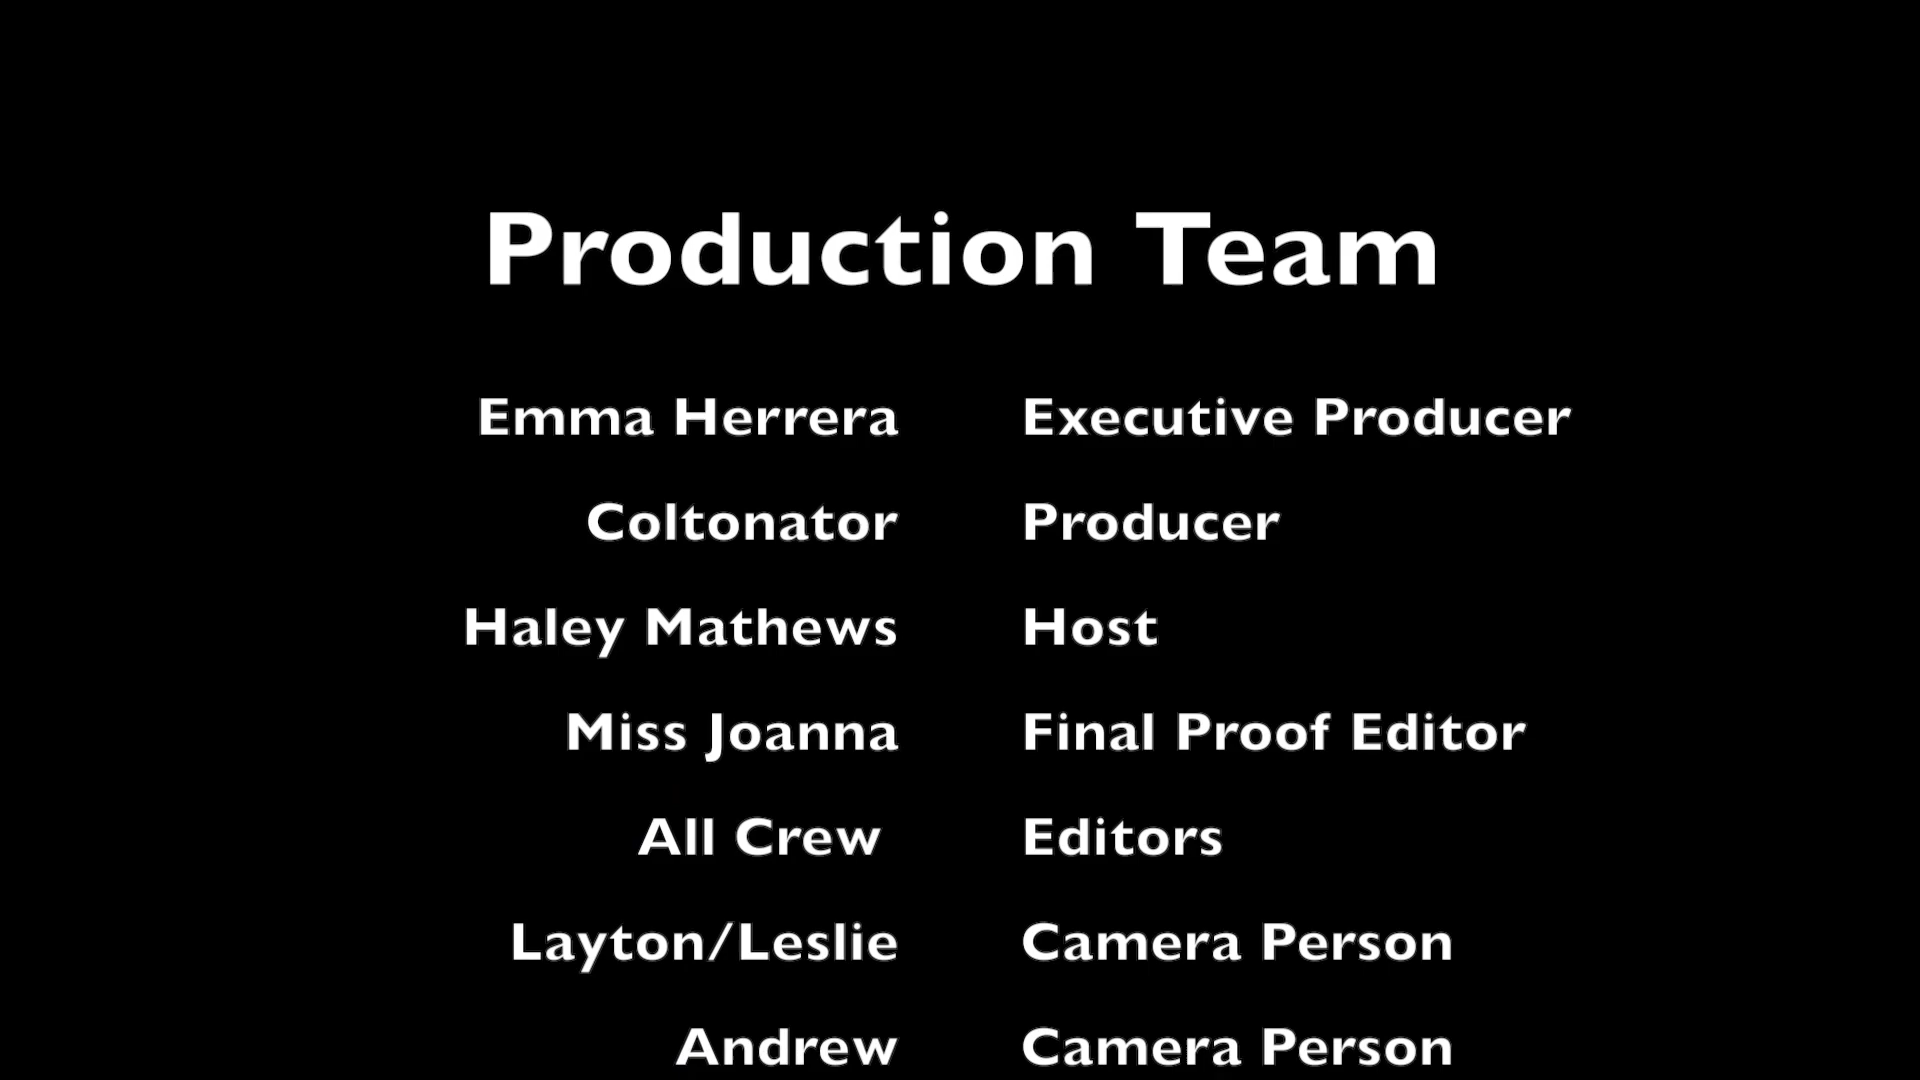 Production Team
Emma Herrera Executive Producer
Coltonator Producer
Haley Mathews Host
Miss Joanna Final Proof Editor
All Crew Editors
Layton/Leslie Camera Person
Andrew Camera Person